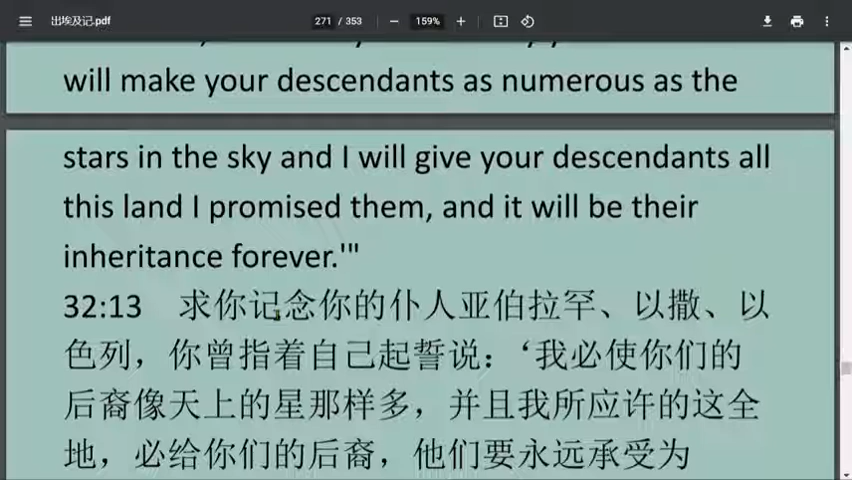 出埃及记.pdf
271 / 353
159%
will make your descendants as numerous as the
stars in the sky and I will give your descendants all
this land I promised them, and it will be their
inheritance forever.'"
32:13 求你记念你的仆人亚伯拉罕、以撒、以
色列，你曾指着自己起誓说：‘我必使你们的
后裔像天上的星那样多，并且我所应许的这全
地，必给你们的后裔，他们要永远承受为